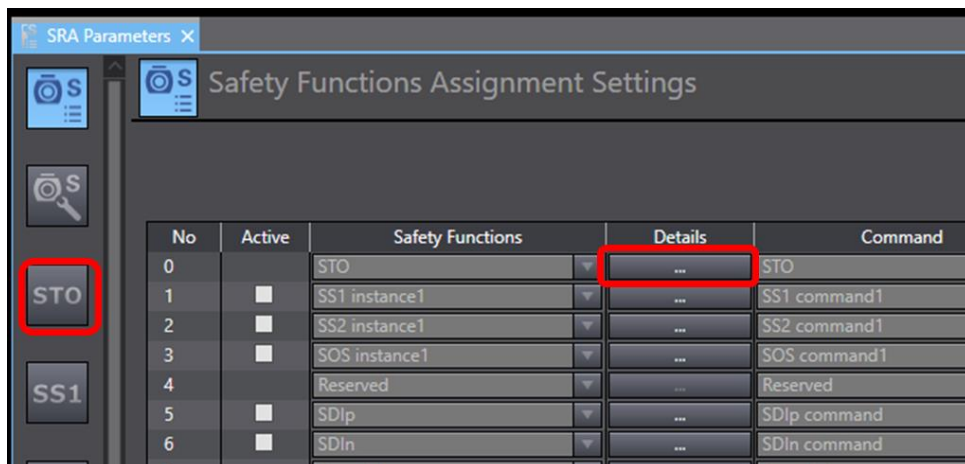 SRA Parameters ×
S
Safety Functions Assignment Settings
S
S
STO
SS1
No Active Safety Functions Details Command
0 STO ... STO
1 SS1 instance1 ... SS1 command1
2 SS2 instance1 ... SS2 command1
3 SOS instance1 ... SOS command1
4 Reserved ... Reserved
5 SDIp ... SDIp command
6 SDIn ... SDIn command